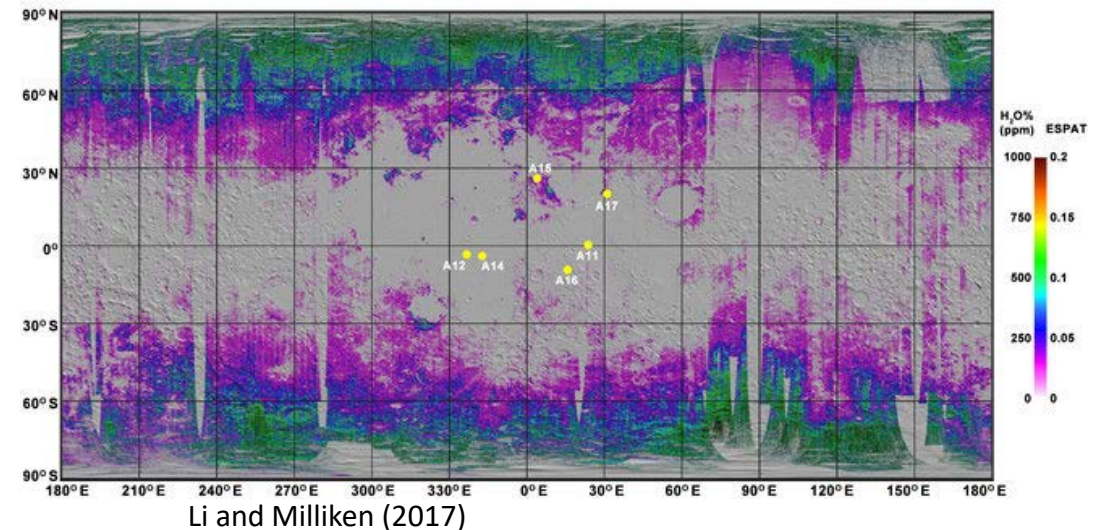 90° N
60° N
30° N
0°
30° S
60° S
90° S
180° E 210° E 240° E 270° E 300° E 330° E 0° E 30° E 60° E 90° E 120° E 150° E 180° E
A15
A17
A11
A12 A14
A16
H₂O%
(ppm) ESPAT
1000 0.2
750 0.15
500 0.1
250 0.05
0 0
Li and Milliken (2017)